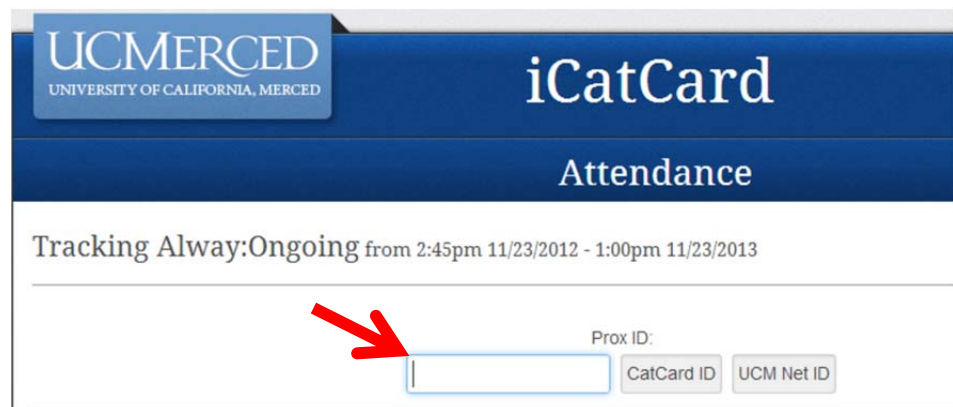 UCMERCED
UNIVERSITY OF CALIFORNIA, MERCED
iCatCard
Attendance
Tracking Alway:Ongoing from 2:45pm 11/23/2012 - 1:00pm 11/23/2013
Prox ID:
CatCard ID UCM Net ID